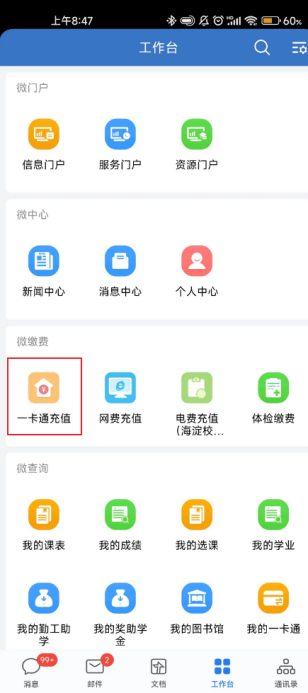 上午8:47
60%
工作台
微门户
信息门户
服务门户
资源门户
微中心
新闻中心
消息中心
个人中心
微缴费
一卡通充值
网费充值
电费充值
(海淀校...
体检缴费
微查询
我的课表
我的成绩
我的选课
我的学业
我的勤工助
学
我的奖助学
金
我的图书馆
我的一卡通
99+
2
消息
邮件
文档
工作台
通讯录